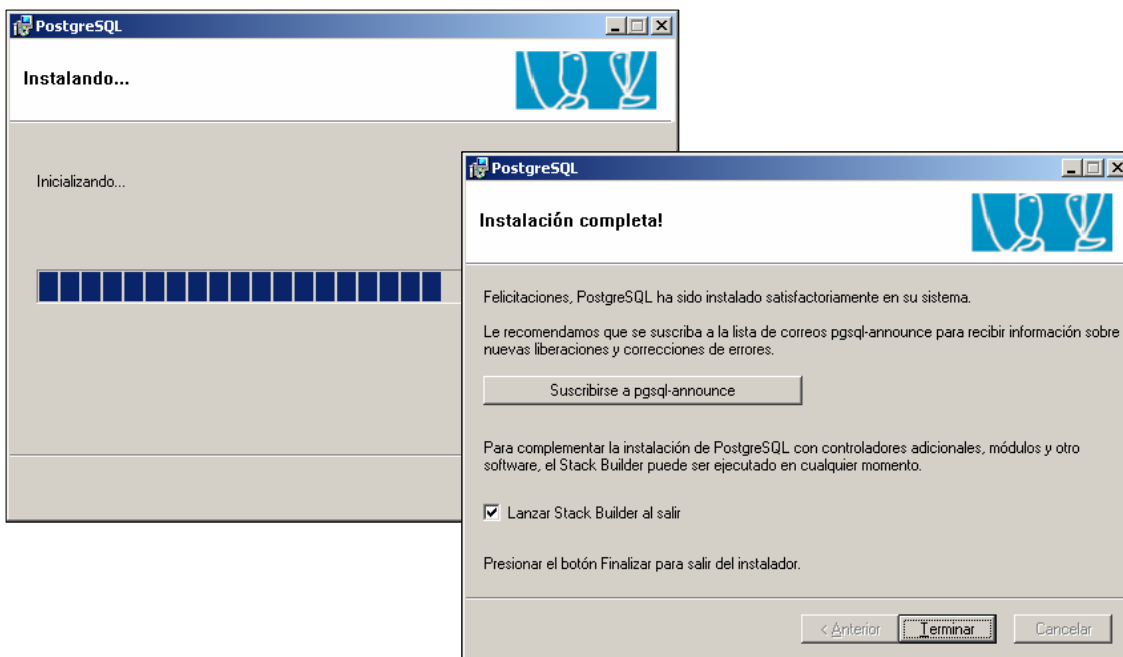 PostgreSQL
Instalando...
Inicializando...
PostgreSQL
Instalación completa!
Felicitaciones, PostgreSQL ha sido instalado satisfactoriamente en su sistema.
Le recomendamos que se suscriba a la lista de correos pgsql-announce para recibir información sobre
nuevas liberaciones y correcciones de errores.
Suscribirse a pgsql-announce
Para complementar la instalación de PostgreSQL con controladores adicionales, módulos y otro
software, el Stack Builder puede ser ejecutado en cualquier momento.
Lanzar Stack Builder al salir
Presionar el botón Finalizar para salir del instalador.
< Anterior Terminar Cancelar